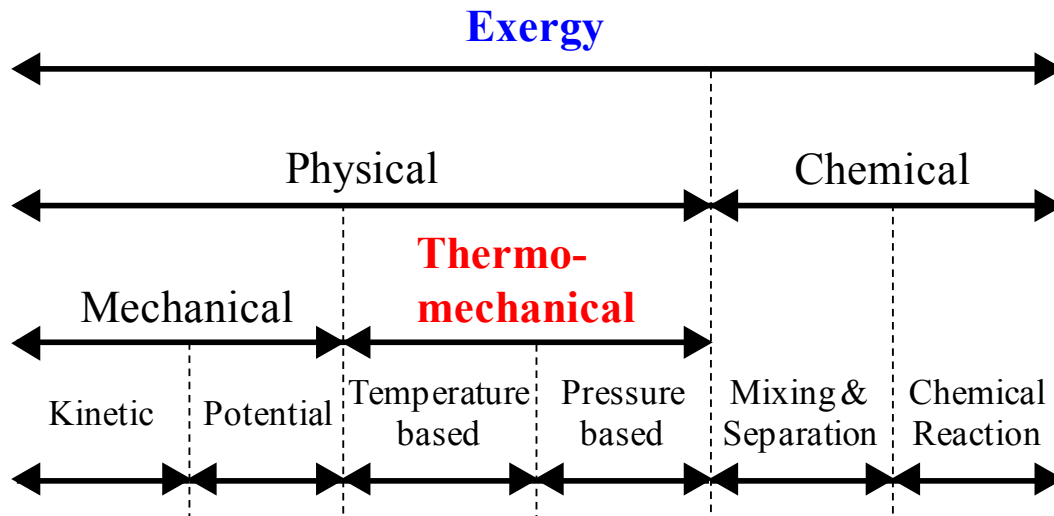 Exergy
Physical
Chemical
Mechanical
Thermo-
mechanical
Kinetic
Potential
Temperature
based
Pressure
based
Mixing &
Separation
Chemical
Reaction